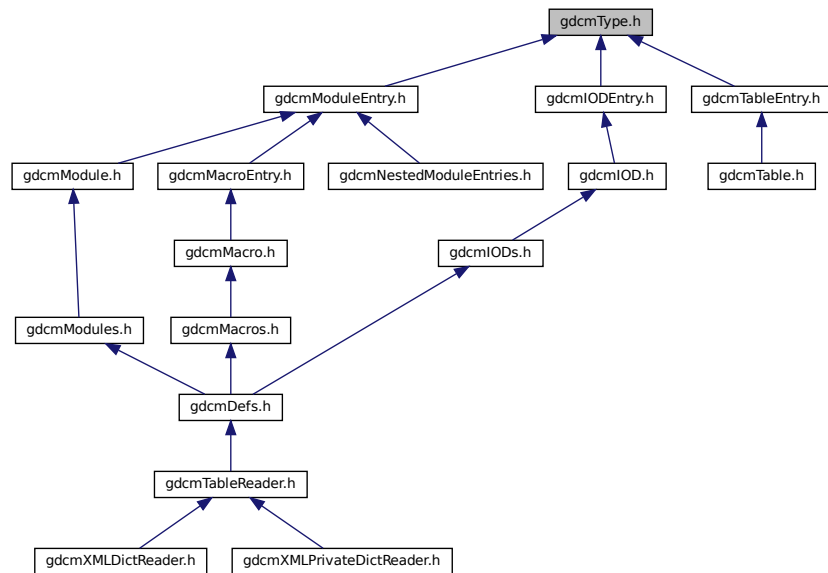 gdcmType.h
gdcmModuleEntry.h
gdcmIODEntry.h
gdcmTableEntry.h
gdcmModule.h
gdcmMacroEntry.h
gdcmNestedModuleEntries.h
gdcmIOD.h
gdcmTable.h
gdcmMacro.h
gdcmIODs.h
gdcmModules.h
gdcmMacros.h
gdcmDefs.h
gdcmTableReader.h
gdcmXMLDictReader.h
gdcmXMLPrivateDictReader.h